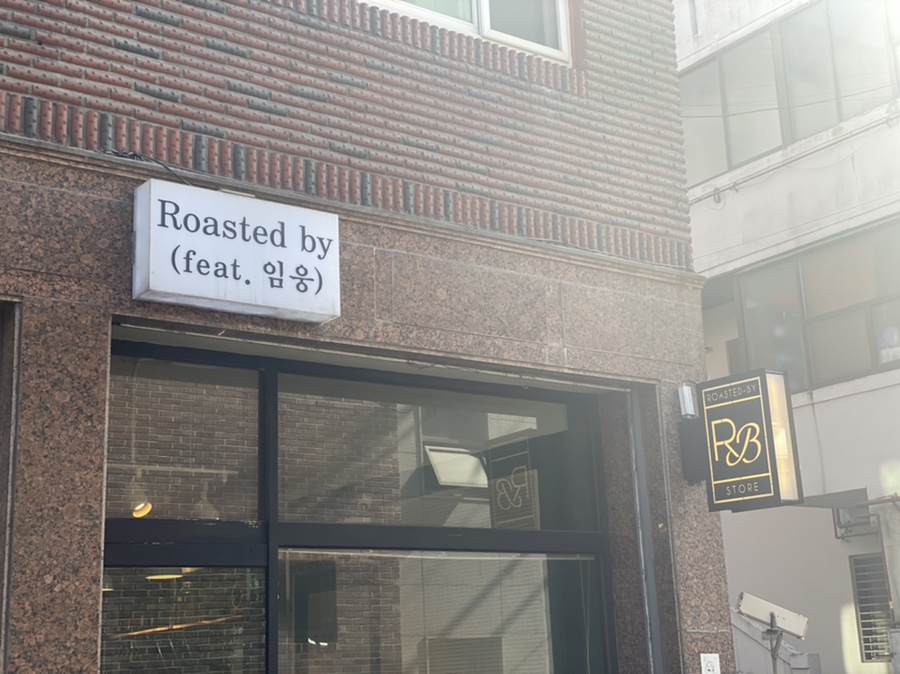 Roasted by
(feat. 임웅)
ROASTED-BY
RB
STORE